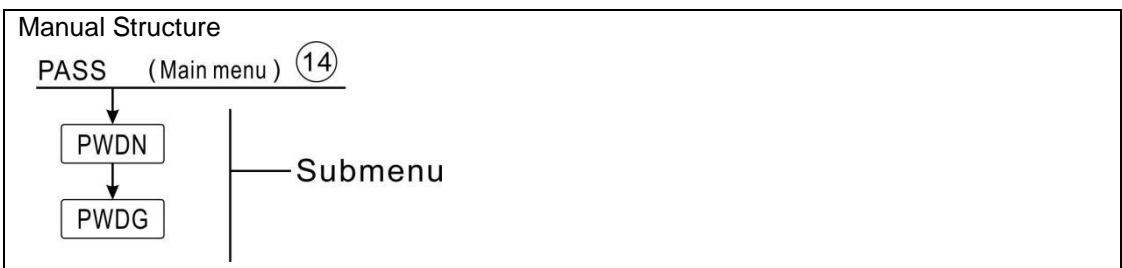 Manual Structure
PASS (Main menu) 14
PWDN
Submenu
PWDG